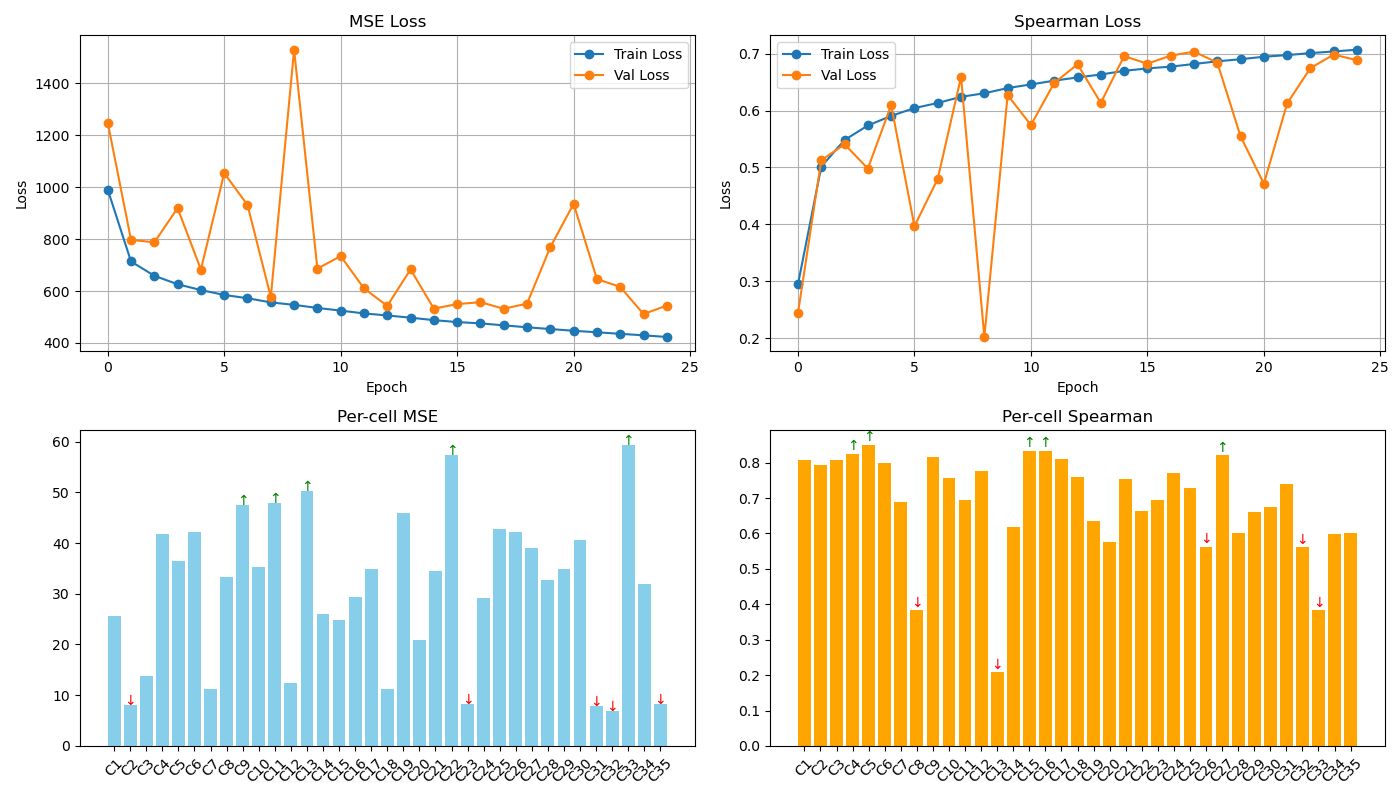 MSE Loss
Loss
1400
1200
1000
800
600
400
Train Loss
Val Loss
0 5 10 15 20 25
Epoch
Spearman Loss
Loss
0.7
0.6
0.5
0.4
0.3
0.2
Train Loss
Val Loss
0 5 10 15 20 25
Epoch
Per-cell MSE
60
50
40
30
20
10
0
↓ ↑ ↑ ↑ ↑ ↓ ↓ ↓ ↑ ↓
C1 C2 C3 C4 C5 C6 C7 C8 C9 C10 C11 C12 C13 C14 C15 C16 C17 C18 C19 C20 C21 C22 C23 C24 C25 C26 C27 C28 C29 C30 C31 C32 C33 C34 C35
Per-cell Spearman
0.8
0.7
0.6
0.5
0.4
0.3
0.2
0.1
0.0
↑ ↑ ↓ ↓ ↑ ↑ ↓ ↑ ↓ ↓
C1 C2 C3 C4 C5 C6 C7 C8 C9 C10 C11 C12 C13 C14 C15 C16 C17 C18 C19 C20 C21 C22 C23 C24 C25 C26 C27 C28 C29 C30 C31 C32 C33 C34 C35